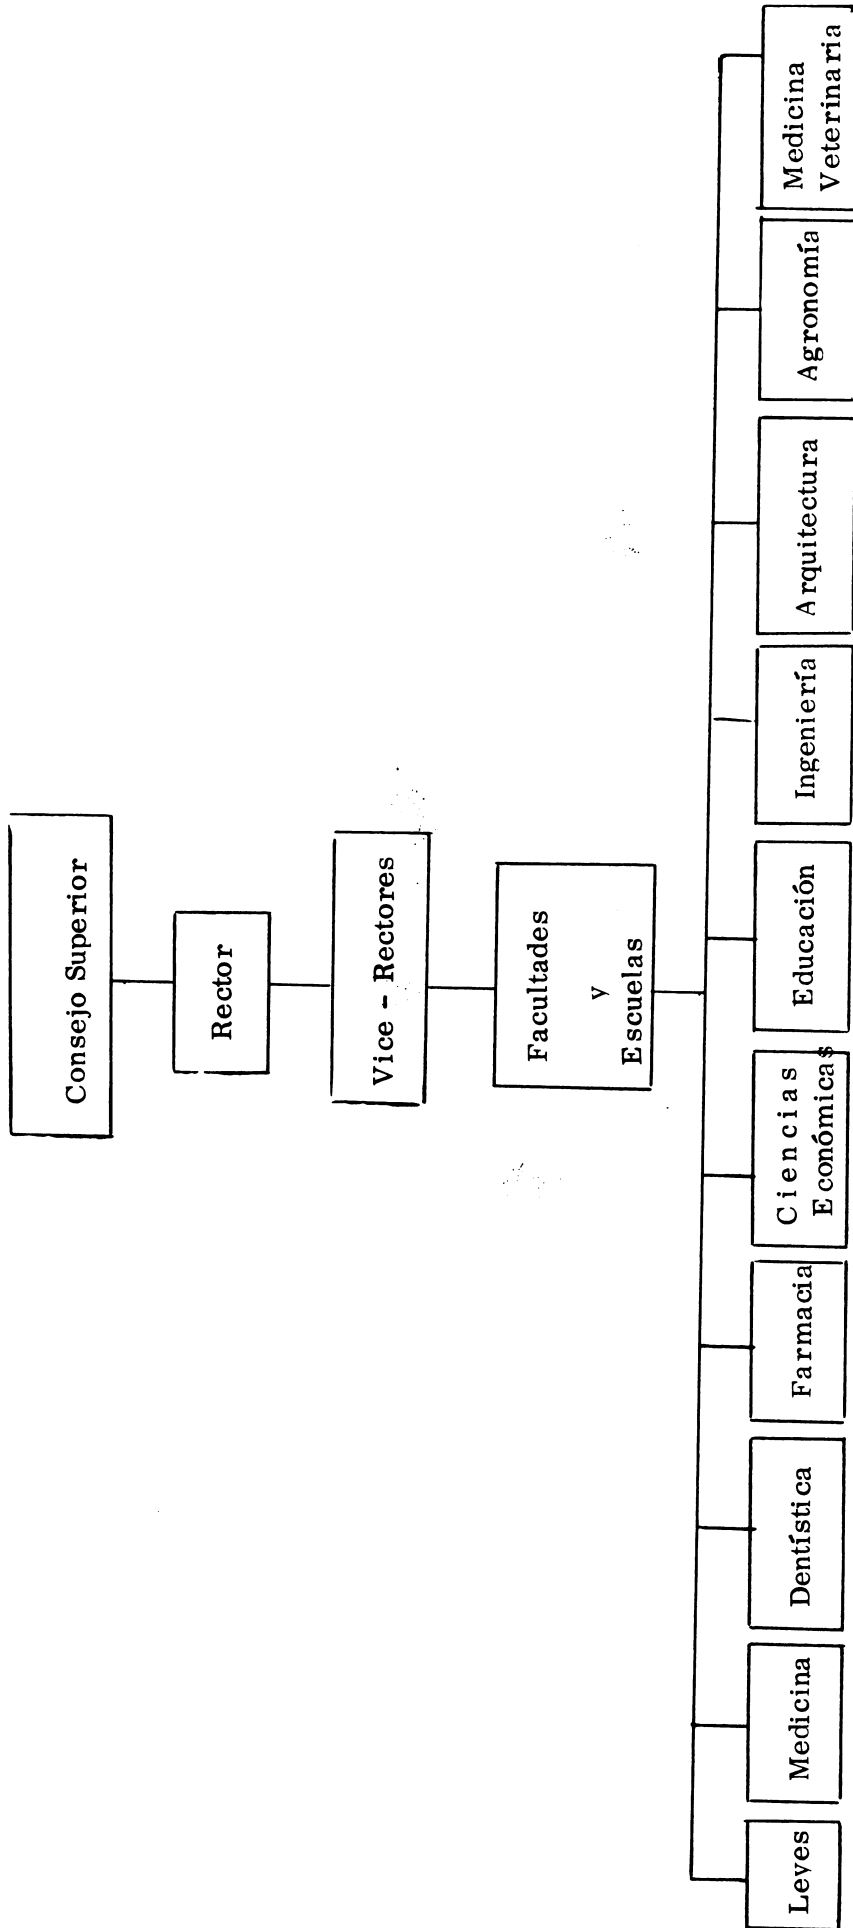 Consejo Superior
Rector
Vice - Rectores
Facultades
y
Escuelas
Leyes
Medicina
Dentística
Farmacia
Ciencias
Económicas
Educación
Ingeniería
Arquitectura
Agronomía
Medicina
Veterinaria